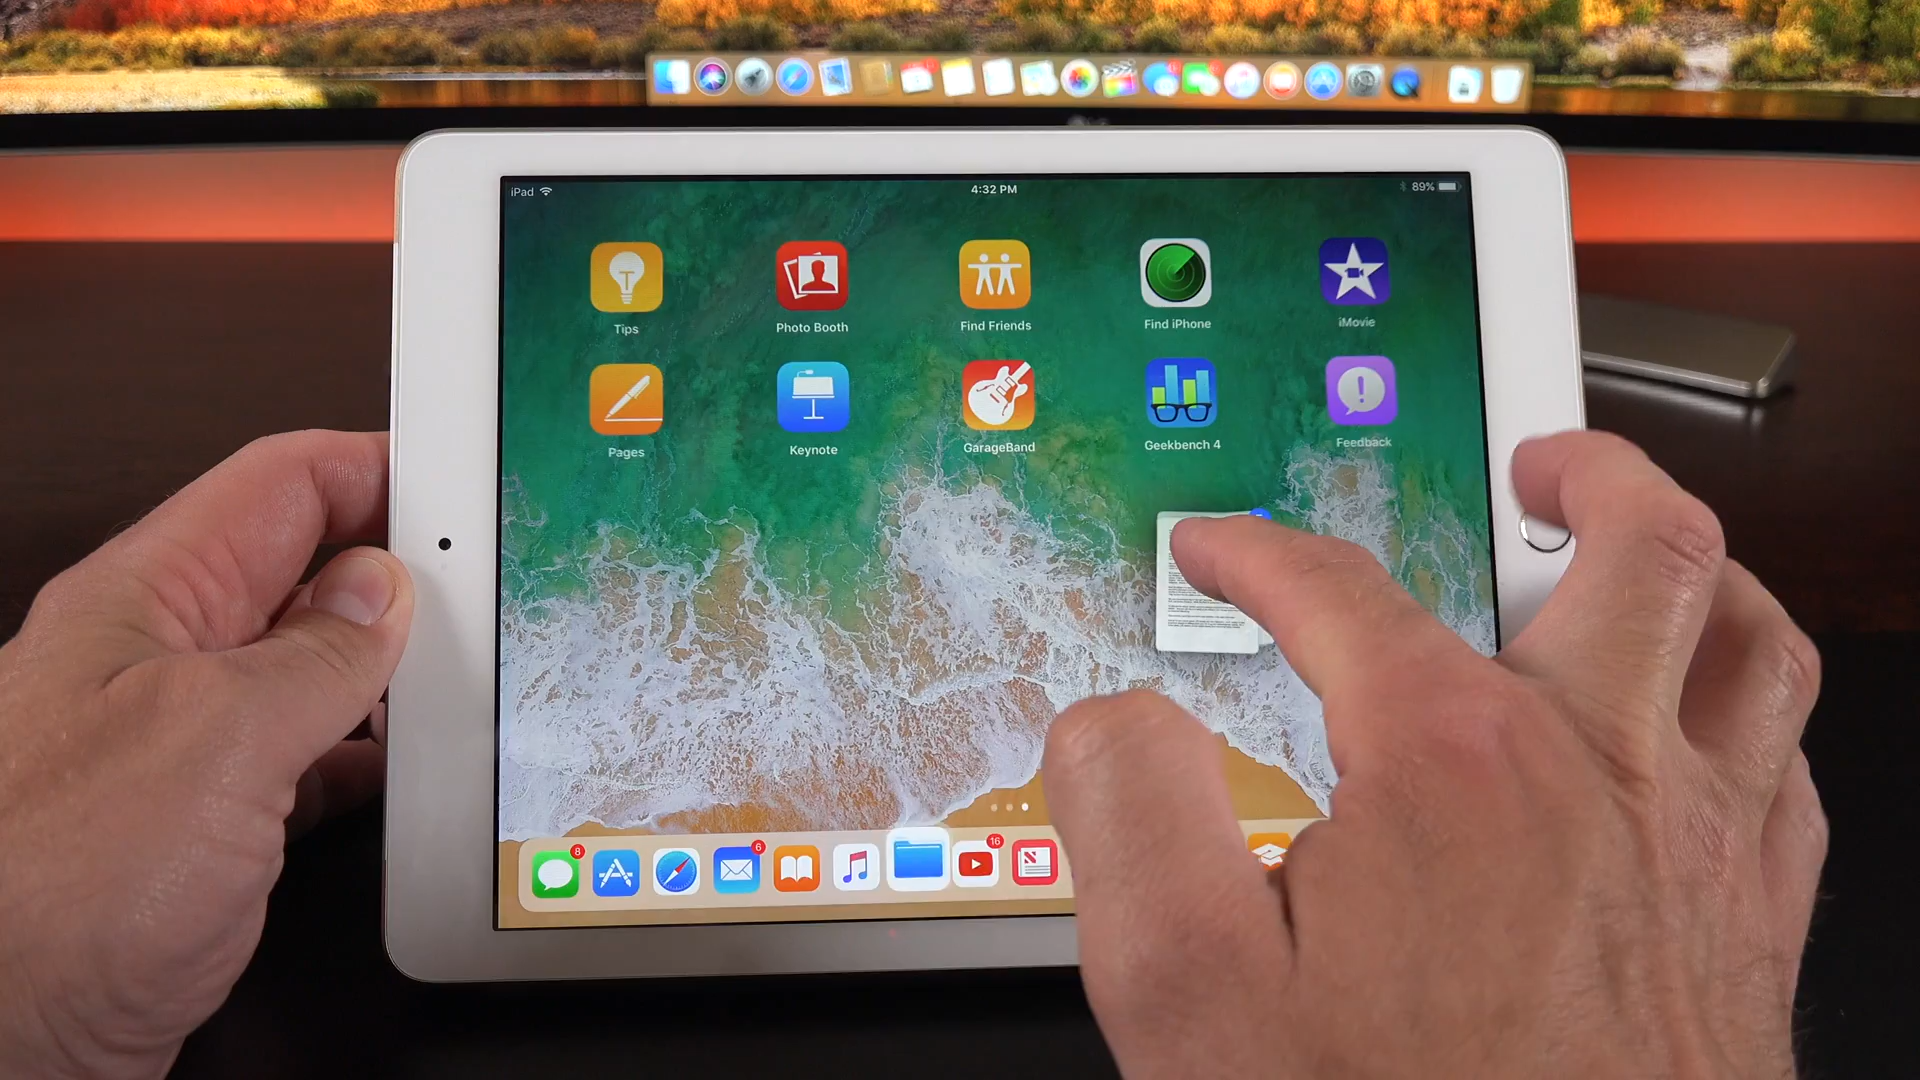 iPad 4:32 PM 89%
Tips Photo Booth Find Friends Find iPhone iMovie
Pages Keynote GarageBand Geekbench 4 Feedback
8 6 16